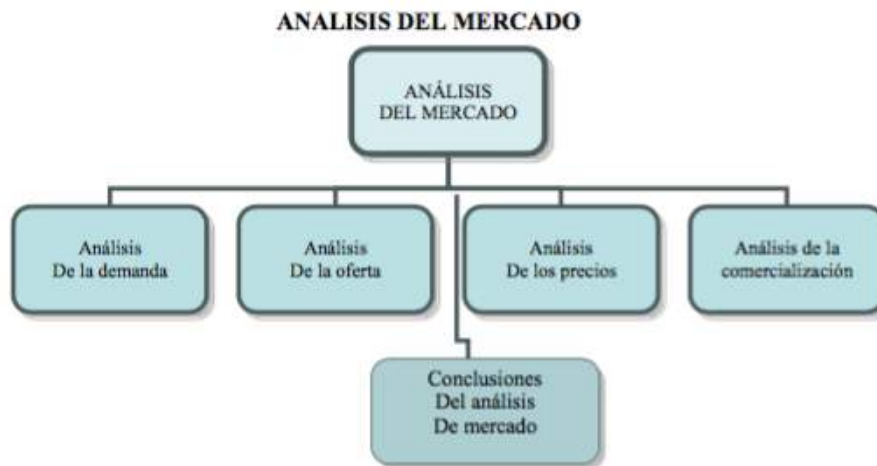 ANALISIS DEL MERCADO
ANÁLISIS
DEL MERCADO
Análisis
De la demanda
Análisis
De la oferta
Análisis
De los precios
Análisis de la
comercialización
Conclusiones
Del análisis
De mercado